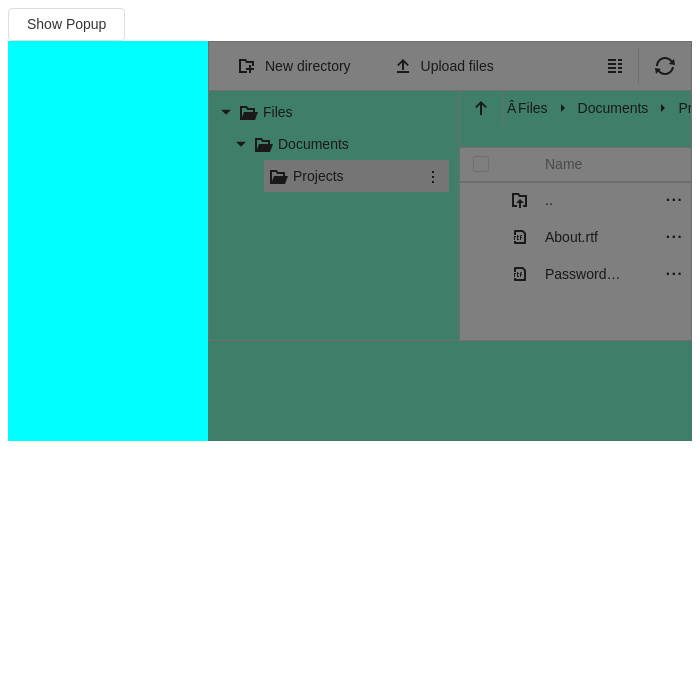 Show Popup
New directory Upload files
Files ÂFiles Documents Pr
Documents
Name
Projects
..
About.rtf
Password...